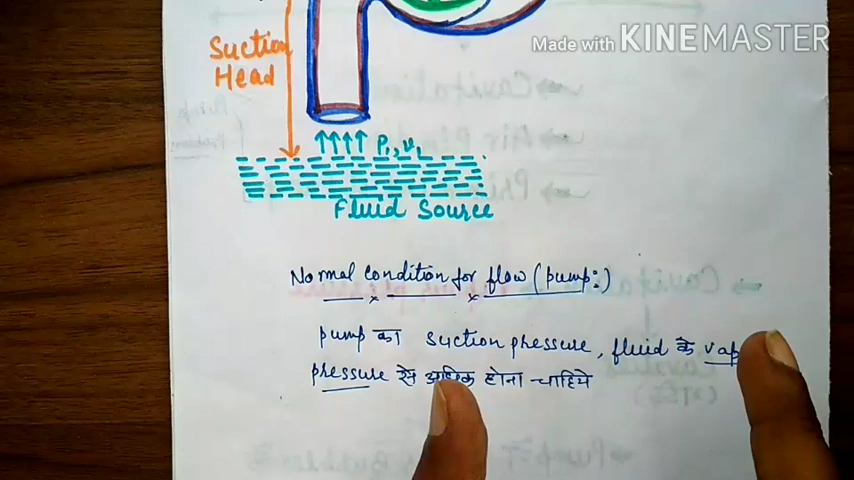 Made with KINEMASTER
Suction
Head
P₁, V₁
Fluid Source
Normal condition for flow (pump:)
pump का suction pressure, fluid के vap
pressure से अधिक होना चाहिये